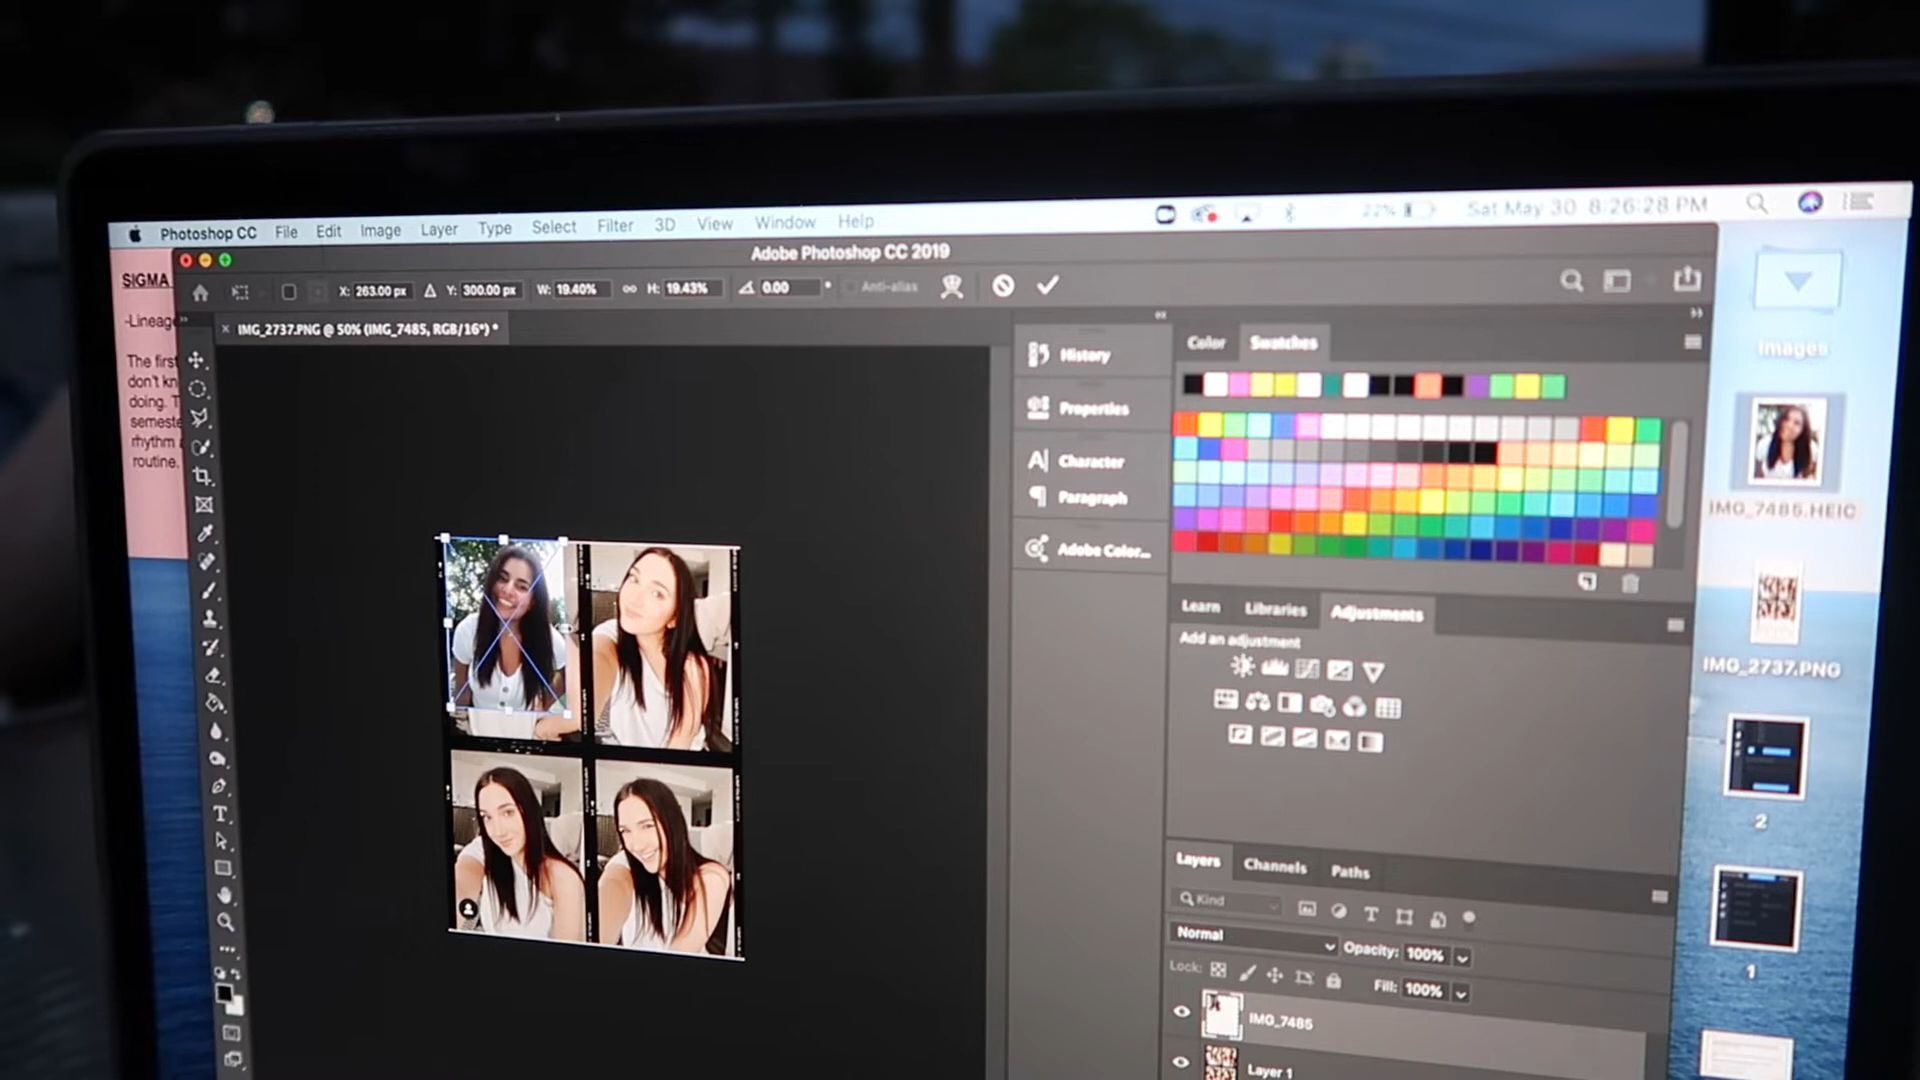 Photoshop CC File Edit Image Layer Type Select Filter 3D View Window Help 22% Sat May 30 8:26:28 PM
Adobe Photoshop CC 2019
X: 263.00 px Y: 300.00 px W: 19.40% H: 19.43% 0.00 Anti-alias
IMG_2737.PNG @ 50% (IMG_7485, RGB/16*) *
SIGMA
-Lineage
The first
don't kn
doing. T
semeste
rhythm
routine.
History
Properties
Character
Paragraph
Adobe Color...
Color Swatches
Learn Libraries Adjustments
Add an adjustment
Layers Channels Paths
Kind
Normal Opacity: 100%
Lock: Fill: 100%
IMG_7485
Layer 1
Images
IMG_7485.HEIC
IMG_2737.PNG
2
1